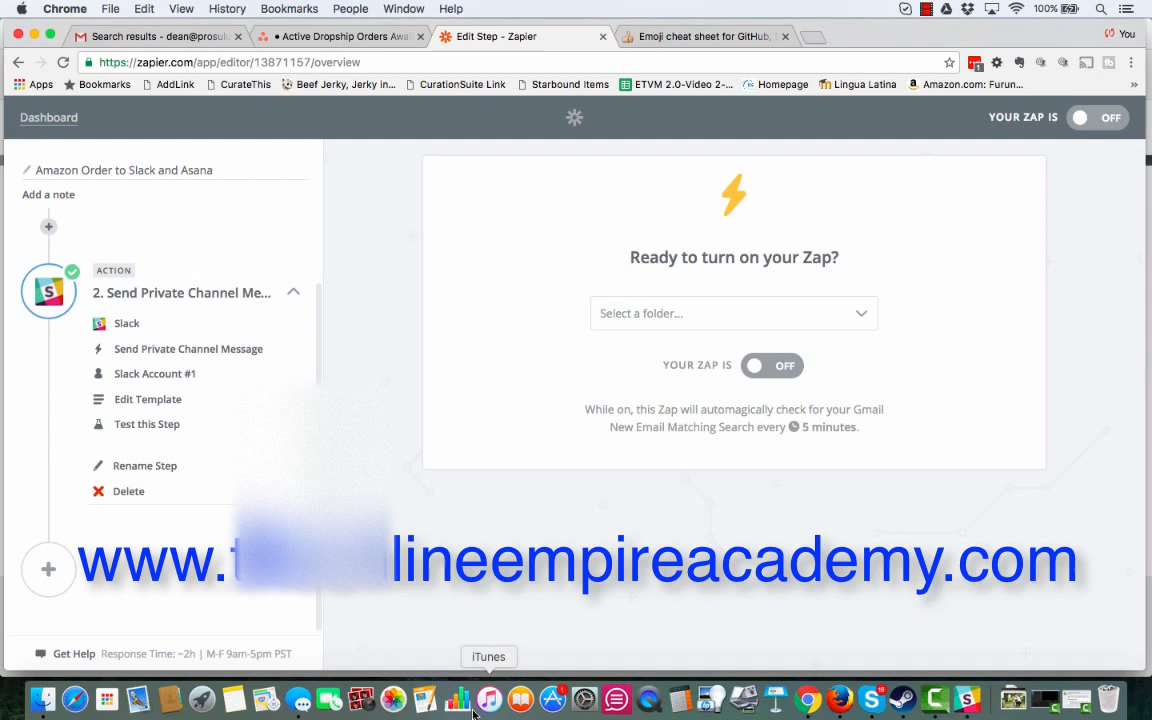 Chrome File Edit View History Bookmarks People Window Help 100%
Search results - dean@prosul
• Active Dropship Orders Awai
Edit Step - Zapier
Emoji cheat sheet for GitHub,
You
https://zapier.com/app/editor/13871157/overview
Apps Bookmarks AddLink CurateThis Beef Jerky, Jerky in... CurationSuite Link Starbound Items ETVM 2.0-Video 2-... Homepage Lingua Latina Amazon.com: Furun... »
Dashboard
YOUR ZAP IS OFF
Amazon Order to Slack and Asana
Add a note
ACTION
2. Send Private Channel Me...
Slack
Send Private Channel Message
Slack Account #1
Edit Template
Test this Step
Rename Step
Delete
Ready to turn on your Zap?
Select a folder...
YOUR ZAP IS OFF
While on, this Zap will automagically check for your Gmail
New Email Matching Search every 5 minutes.
www. lineempireacademy.com
Get Help Response Time: ~2h | M-F 9am-5pm PST
iTunes